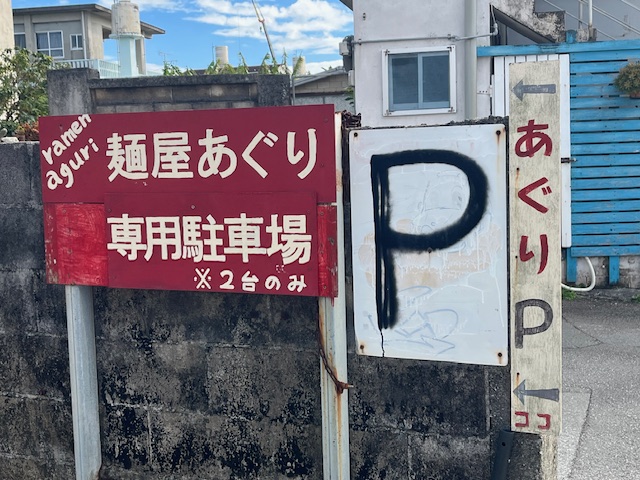 ramen
aguri
麺屋あぐり
専用駐車場
※2台のみ
P
←
あぐり
P
←
ココ